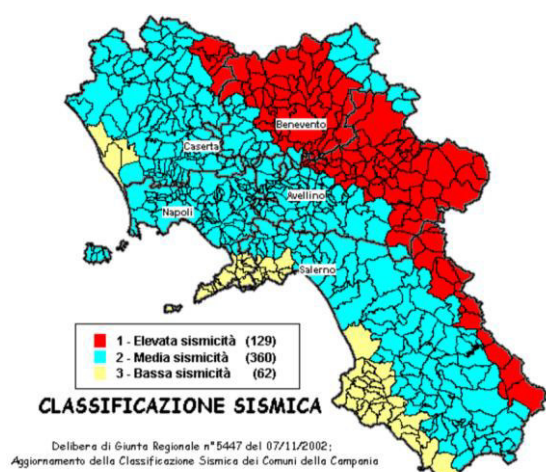 Benevento
Caserta
Avellino
Napoli
Salerno
1 - Elevata sismicità (129)
2 - Media sismicità (360)
3 - Bassa sismicità (62)
CLASSIFICAZIONE SISMICA
Delibera di Giunta Regionale n°5447 del 07/11/2002;
Aggiornamento della Classificazione Sismica dei Comuni della Campania